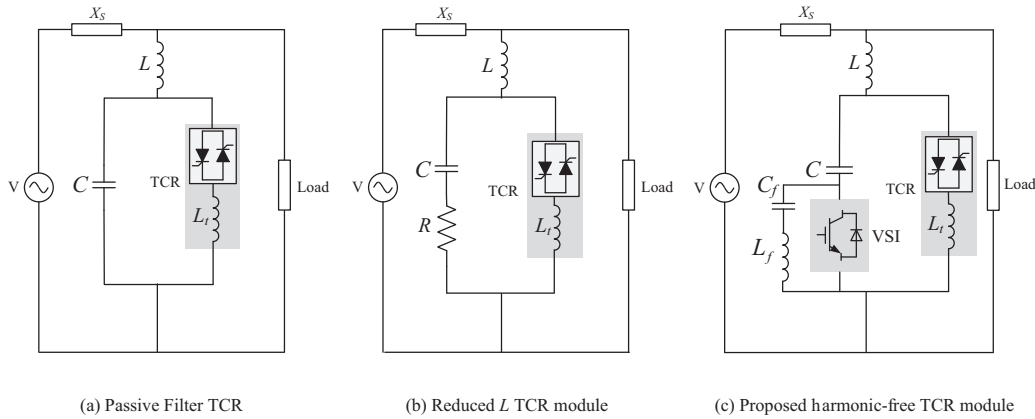 X_S
L
C
TCR
L_t
V
Load
(a) Passive Filter TCR
X_S
L
C
R
TCR
L_t
V
Load
(b) Reduced L TCR module
X_S
L
C
C_f
L_f
VSI
TCR
L_t
V
Load
(c) Proposed harmonic-free TCR module